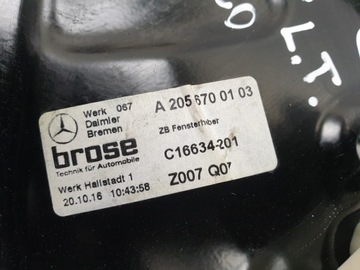 L.T.
Werk 067
Daimler
Bremen
A 205 670 01 03
ZB Fensterheber
brose
Technik für Automobile
C16634-201
Werk Hallstadt 1
20.10.16 10:43:58
Z007